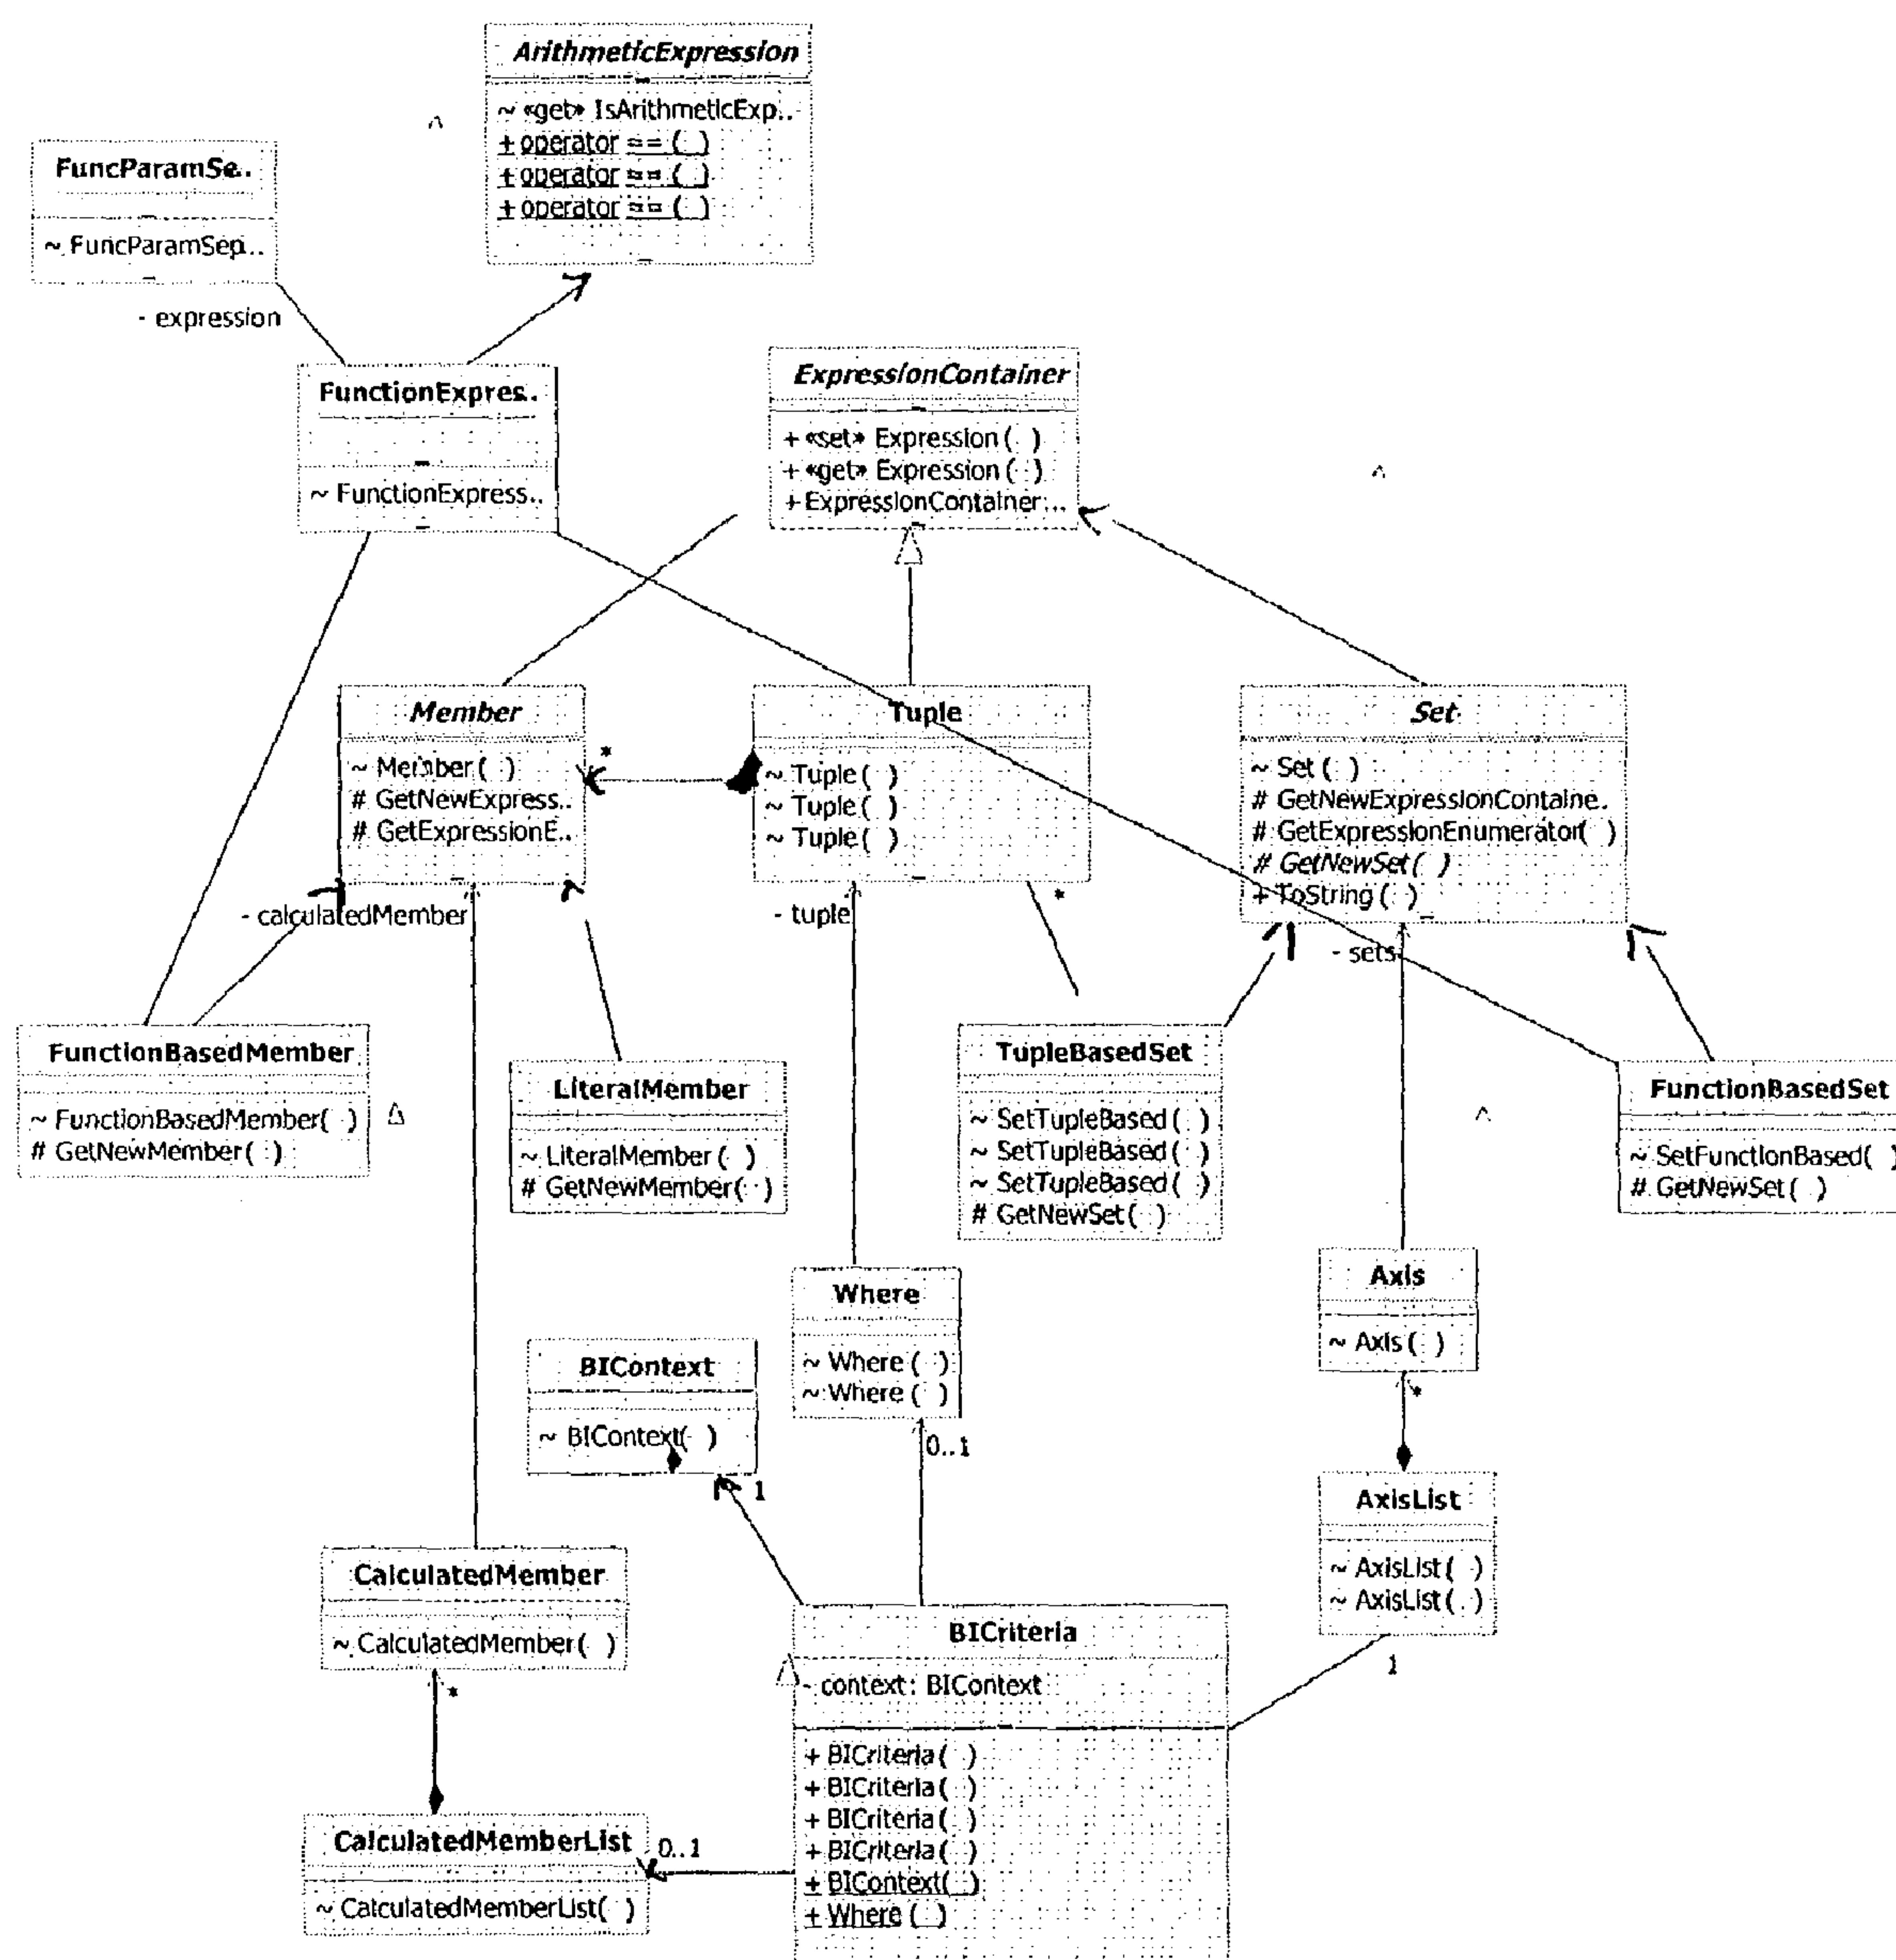 ArithmeticExpression
~ «get» IsArithmeticExp..
+ operator == ( )
+ operator == ( )
+ operator == ( )
FuncParamSe..
~ FuncParamSep...
- expression
FunctionExpres..
~ FunctionExpress..
ExpressionContainer
+ «set» Expression ( )
+ «get» Expression ( )
+ ExpressionContainer...
Member
~ Member ( )
# GetNewExpress..
# GetExpressionE..
*
Tuple
~ Tuple ( )
~ Tuple ( )
~ Tuple ( )
Set
~ Set ( )
# GetNewExpressionContaine.
# GetExpressionEnumerator( )
# GetNewSet ( )
+ ToString ( )
- calculatedMember
- tuple
*
- sets
FunctionBasedMember
~ FunctionBasedMember( )
# GetNewMember ( )
LiteralMember
~ LiteralMember ( )
# GetNewMember( )
TupleBasedSet
~ SetTupleBased ( )
~ SetTupleBased ( )
~ SetTupleBased ( )
# GetNewSet ( )
FunctionBasedSet
~ SetFunctionBased( )
# GetNewSet ( )
Where
~ Where ( )
~ Where ( )
0..1
Axis
~ Axis ( )
*
BIContext
~ BIContext( )
1
AxisList
~ AxisList ( )
~ AxisList ( )
1
CalculatedMember
~ CalculatedMember ( )
*
BICriteria
- context: BIContext
+ BICriteria ( )
+ BICriteria ( )
+ BICriteria ( )
+ BICriteria ( )
+ BIContext( )
+ Where ( )
CalculatedMemberList
~ CalculatedMemberList( )
0..1